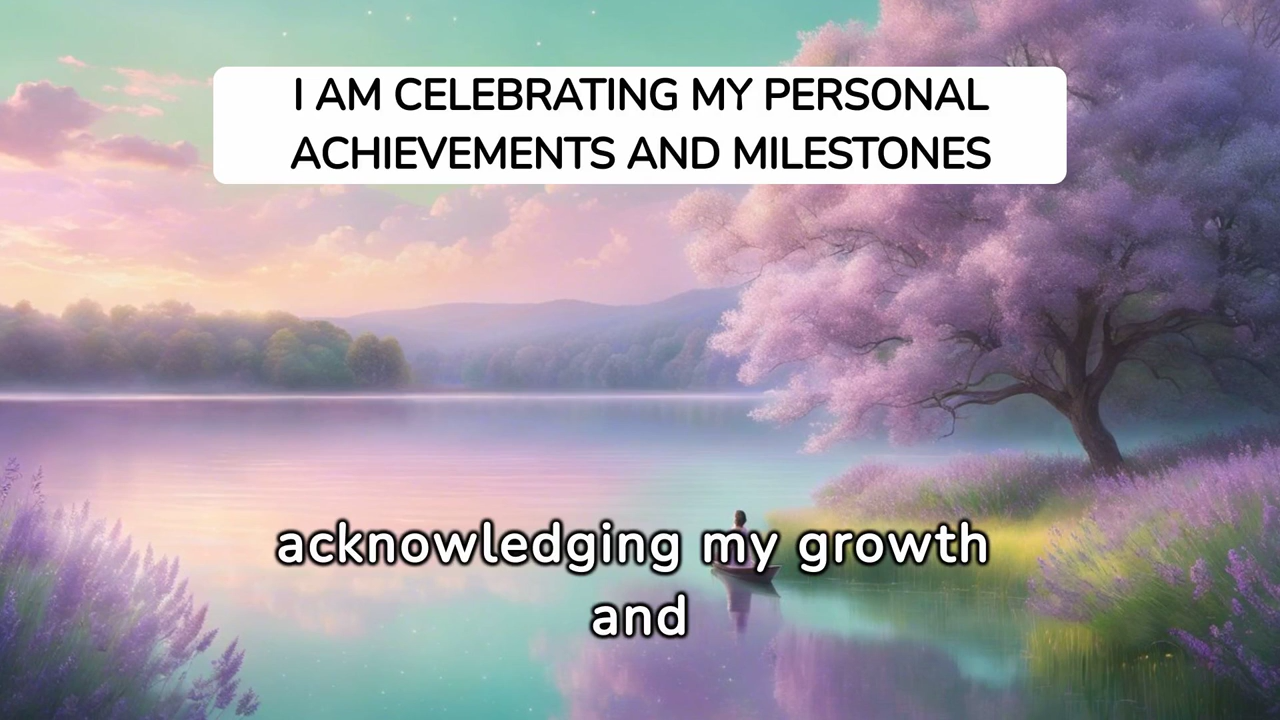 I AM CELEBRATING MY PERSONAL
ACHIEVEMENTS AND MILESTONES
acknowledging my growth
and